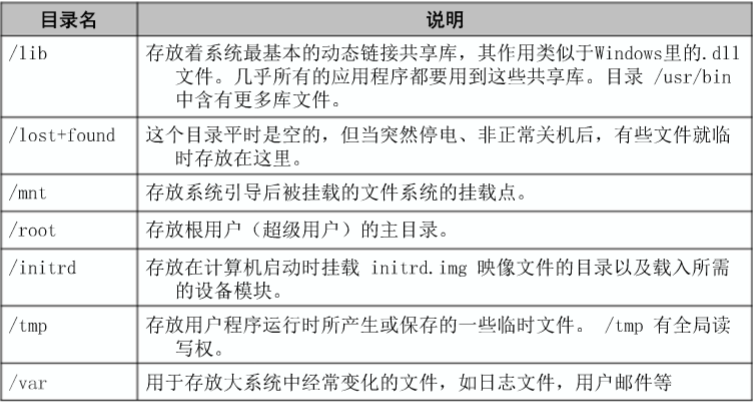 目录名 说明
/lib 存放着系统最基本的动态链接共享库，其作用类似于Windows里的.dll
文件。几乎所有的应用程序都要用到这些共享库。目录 /usr/bin
中含有更多库文件。
/lost+found 这个目录平时是空的，但当突然停电、非正常关机后，有些文件就临
时存放在这里。
/mnt 存放系统引导后被挂载的文件系统的挂载点。
/root 存放根用户（超级用户）的主目录。
/initrd 存放在计算机启动时挂载 initrd.img 映像文件的目录以及载入所需
的设备模块。
/tmp 存放用户程序运行时所产生或保存的一些临时文件。 /tmp 有全局读
写权。
/var 用于存放大系统中经常变化的文件，如日志文件，用户邮件等